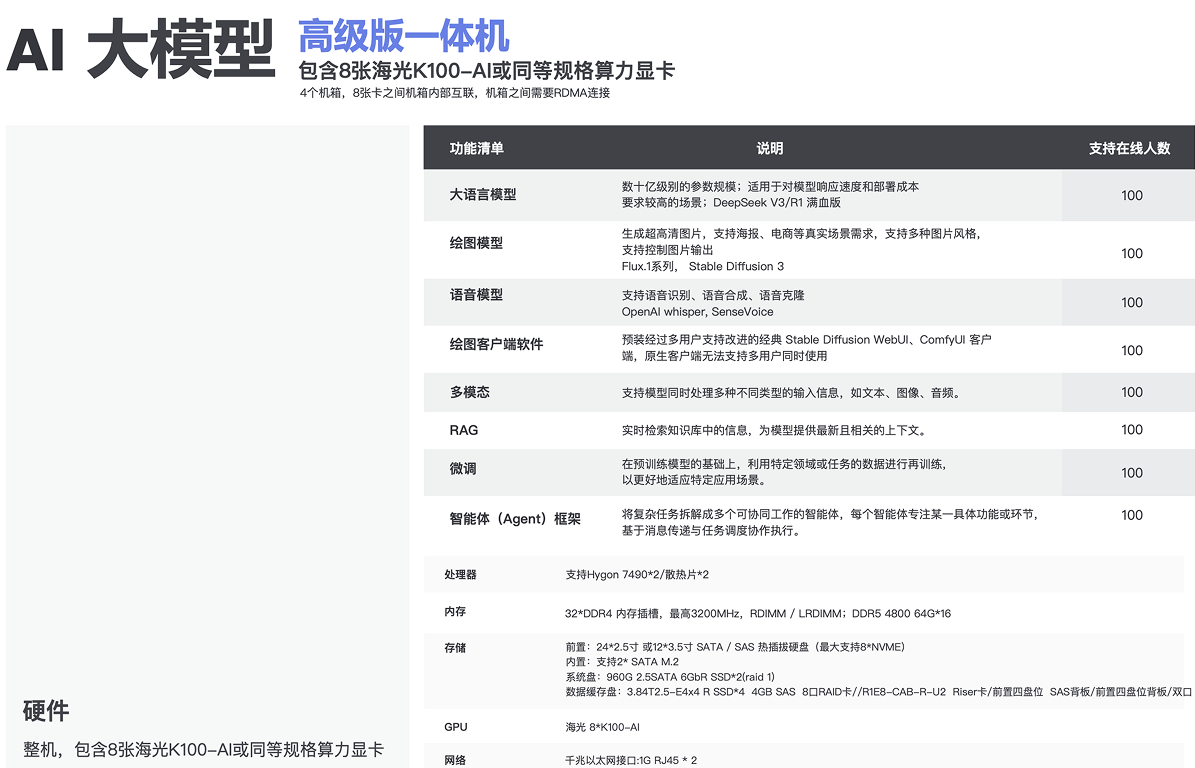 AI 大模型
高级版一体机
包含8张海光K100-AI或同等规格算力显卡
4个机箱，8张卡之间机箱内部互联，机箱之间需要RDMA连接
功能清单 说明 支持在线人数
大语言模型
数十亿级别的参数规模；适用于对模型响应速度和部署成本
要求较高的场景；DeepSeek V3/R1 满血版
100
绘图模型
生成超高清图片，支持海报、电商等真实场景需求，支持多种图片风格，
支持控制图片输出
Flux.1系列， Stable Diffusion 3
100
语音模型
支持语音识别、语音合成、语音克隆
OpenAI whisper, SenseVoice
100
绘图客户端软件
预装经过多用户支持改进的经典 Stable Diffusion WebUI、ComfyUI 客户
端，原生客户端无法支持多用户同时使用
100
多模态 支持模型同时处理多种不同类型的输入信息，如文本、图像、音频。 100
RAG 实时检索知识库中的信息，为模型提供最新且相关的上下文。 100
微调
在预训练模型的基础上，利用特定领域或任务的数据进行再训练，
以更好地适应特定应用场景。
100
智能体（Agent）框架
将复杂任务拆解成多个可协同工作的智能体，每个智能体专注某一具体功能或环节，
基于消息传递与任务调度协作执行。
100
硬件
整机，包含8张海光K100-AI或同等规格算力显卡
处理器 支持Hygon 7490*2/散热片*2
内存 32*DDR4 内存插槽，最高3200MHz，RDIMM / LRDIMM；DDR5 4800 64G*16
存储
前置：24*2.5寸 或12*3.5寸 SATA / SAS 热插拔硬盘（最大支持8*NVME）
内置：支持2* SATA M.2
系统盘：960G 2.5SATA 6GbR SSD*2(raid 1)
数据缓存盘：3.84T2.5-E4x4 R SSD*4 4GB SAS 8口RAID卡//R1E8-CAB-R-U2 Riser卡/前置四盘位 SAS背板/前置四盘位背板/双口
GPU 海光 8*K100-AI
网络 千兆以太网接口:1G RJ45 * 2